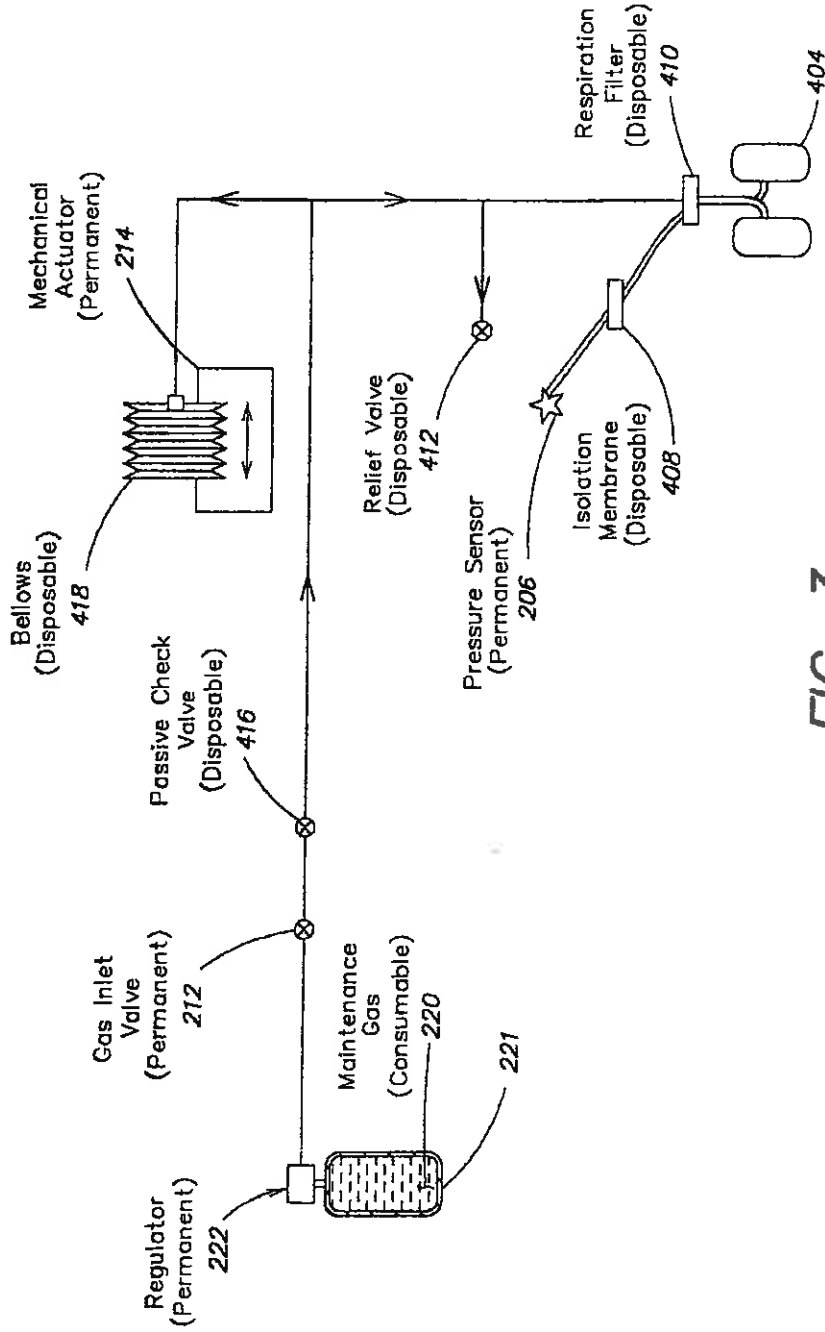 Regulator
(Permanent)
222
Gas Inlet
Valve
(Permanent)
212
Maintenance
Gas
(Consumable)
220
221
Passive Check
Valve
(Disposable)
416
Bellows
(Disposable)
418
Mechanical
Actuator
(Permanent)
214
Relief Valve
(Disposable)
412
Pressure Sensor
(Permanent)
206
Isolation
Membrane
(Disposable)
408
Respiration
Filter
(Disposable)
410
404
FIG. 3